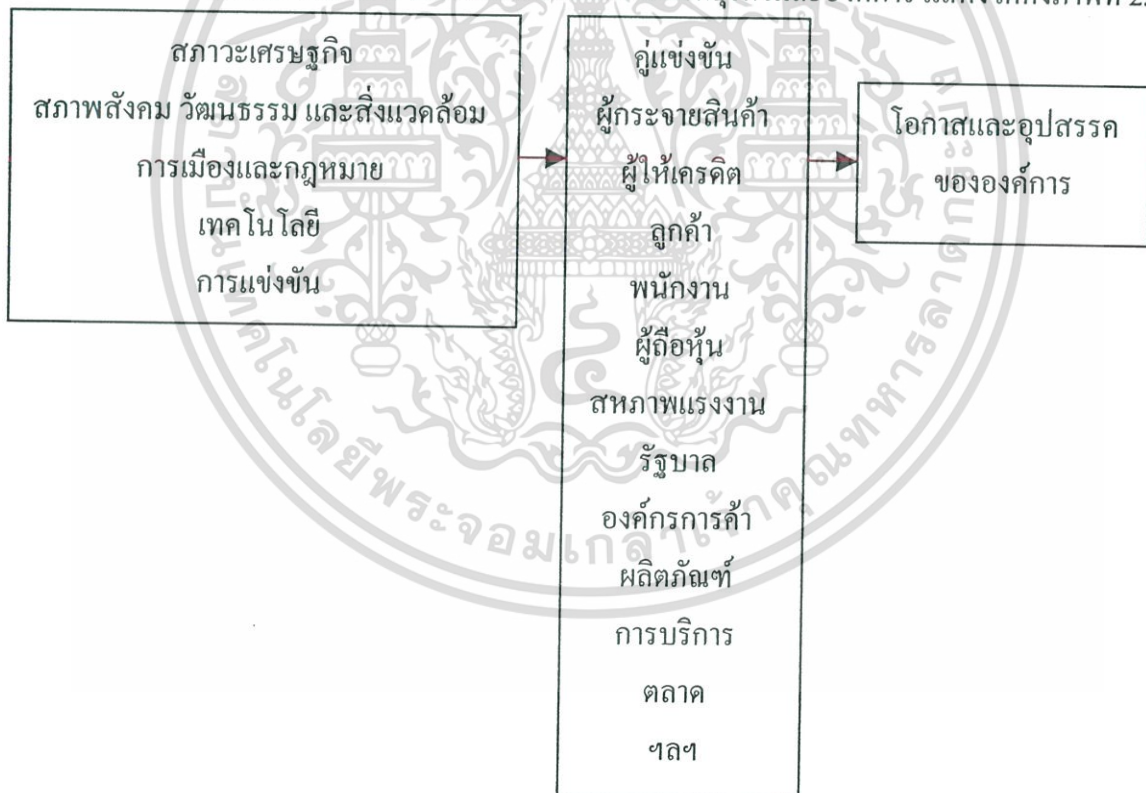 สภาวะเศรษฐกิจ
สภาพสังคม วัฒนธรรม และสิ่งแวดล้อม
การเมืองและกฎหมาย
เทคโนโลยี
การแข่งขัน
คู่แข่งขัน
ผู้กระจายสินค้า
ผู้ให้เครดิต
ลูกค้า
พนักงาน
ผู้ถือหุ้น
สหภาพแรงงาน
รัฐบาล
องค์กรการค้า
ผลิตภัณฑ์
การบริการ
ตลาด
ฯลฯ
โอกาสและอุปสรรค
ขององค์การ